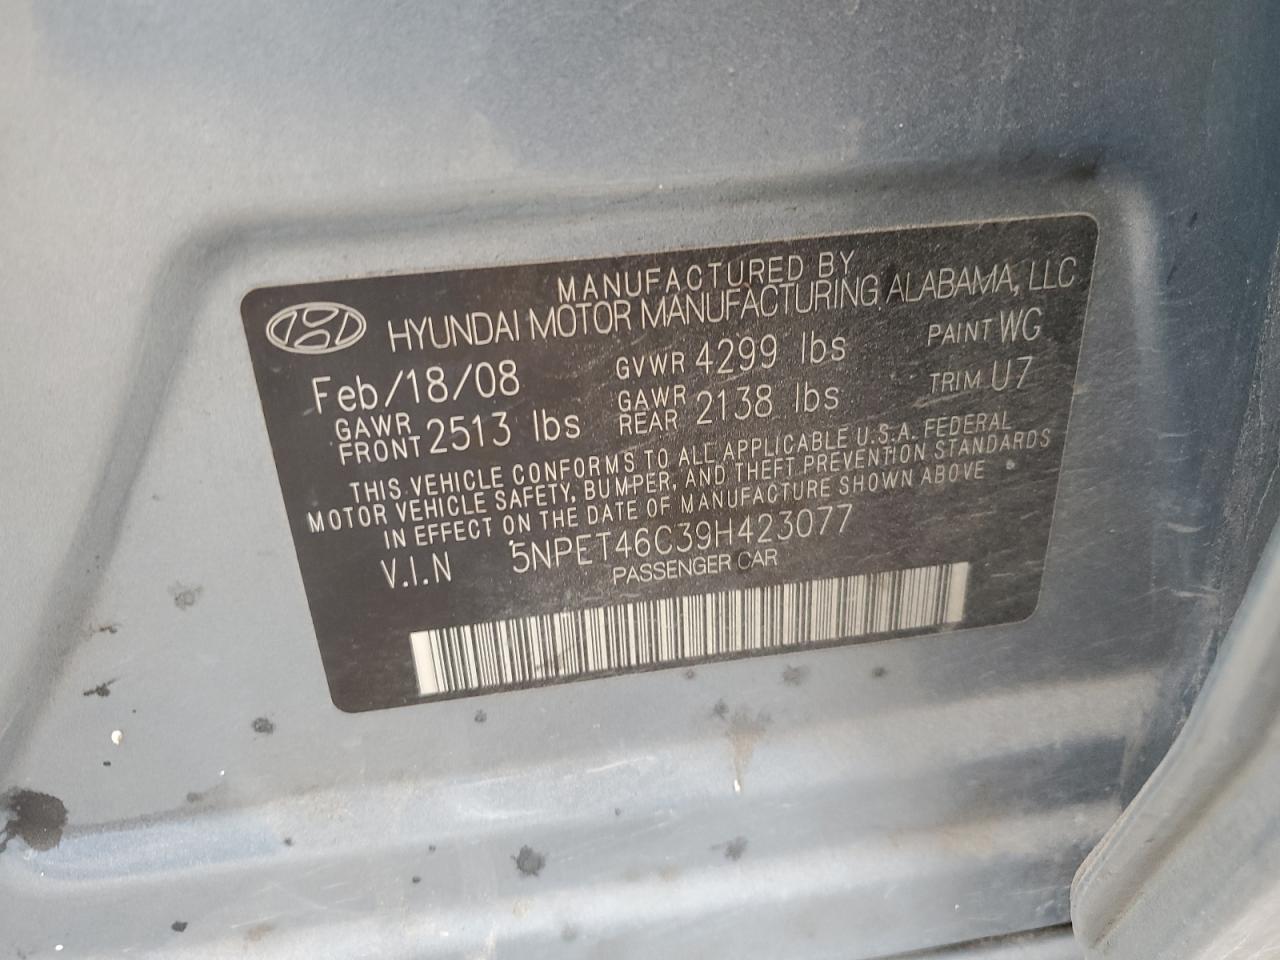 MANUFACTURED BY
HYUNDAI MOTOR MANUFACTURING ALABAMA, LLC
Feb/18/08 GVWR 4299 lbs PAINT WG
GAWR FRONT 2513 lbs GAWR REAR 2138 lbs TRIM U7
THIS VEHICLE CONFORMS TO ALL APPLICABLE U.S.A. FEDERAL
MOTOR VEHICLE SAFETY, BUMPER, AND THEFT PREVENTION STANDARDS
IN EFFECT ON THE DATE OF MANUFACTURE SHOWN ABOVE
V.I.N 5NPET46C39H423077
PASSENGER CAR